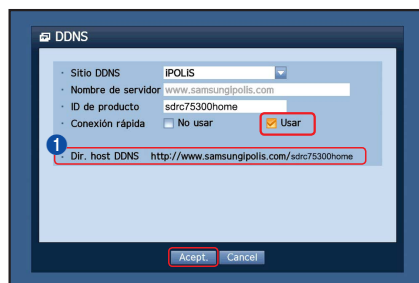 DDNS
· Sitio DDNS iPOLiS
· Nombre de servidor www.samsungipolis.com
· ID de producto sdrc75300home
· Conexión rápida No usar Usar
1
· Dir. host DDNS http://www.samsungipolis.com/sdrc75300home
Acept. Cancel